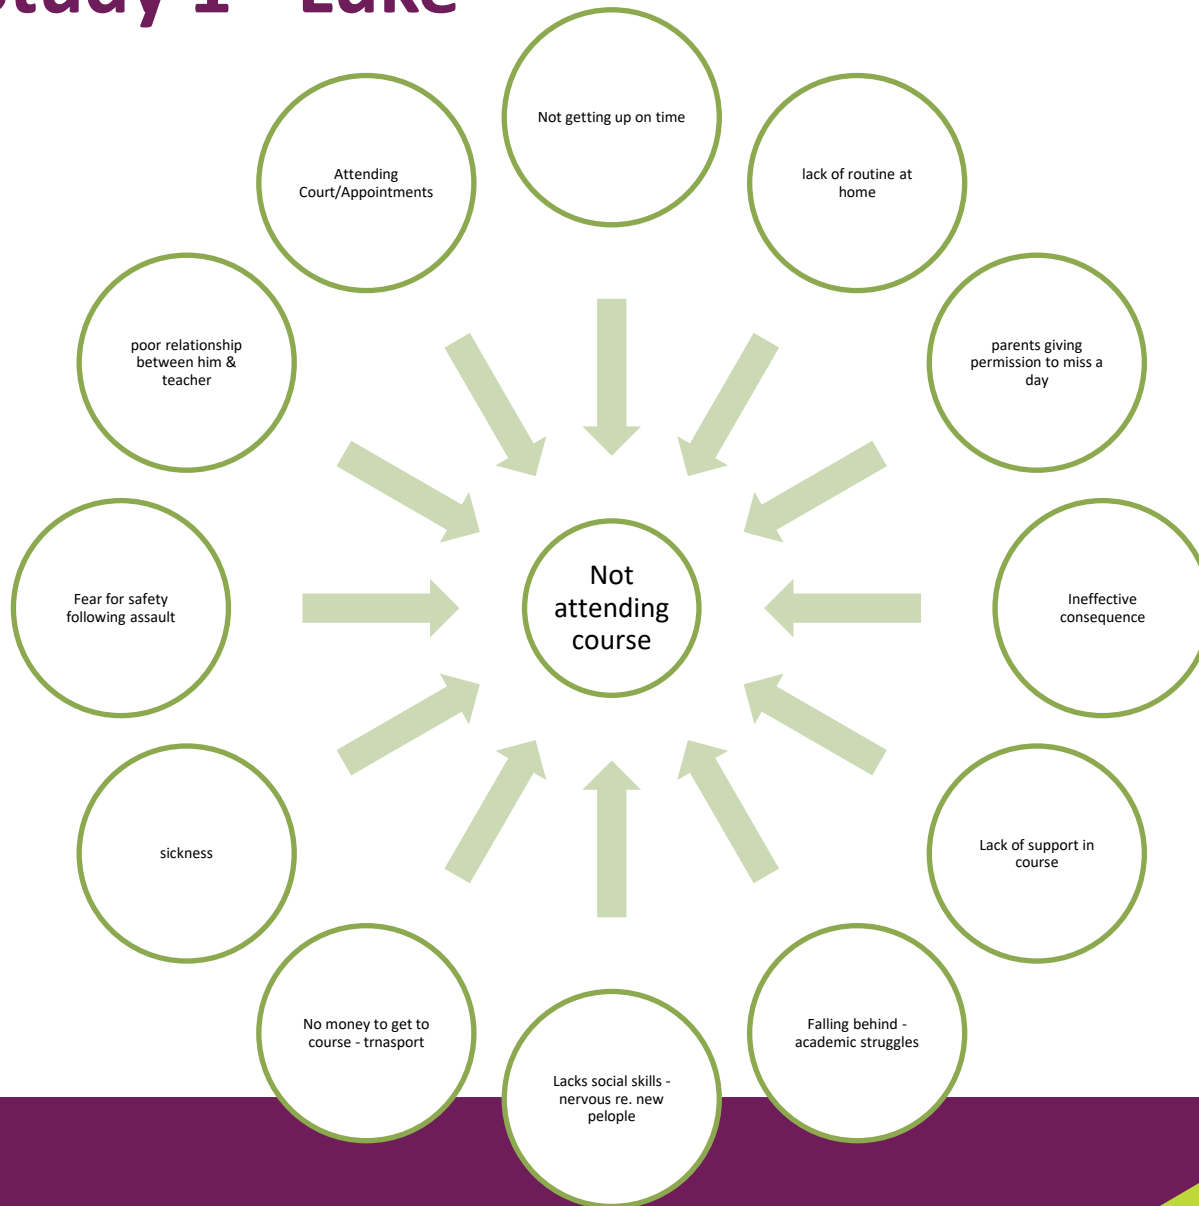 Study 1 - Luke
Not getting up on time
lack of routine at
home
parents giving
permission to miss a
day
Ineffective
consequence
Lack of support in
course
Falling behind -
academic struggles
Lacks social skills -
nervous re. new
pelople
No money to get to
course - trnasport
sickness
Fear for safety
following assault
poor relationship
between him &
teacher
Attending
Court/Appointments
Not
attending
course